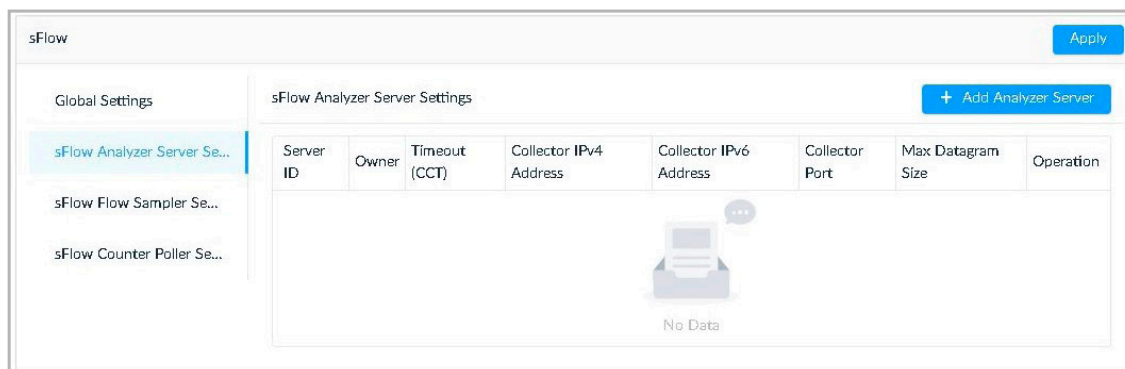 sFlow
Apply
Global Settings
sFlow Analyzer Server Settings
+ Add Analyzer Server
sFlow Analyzer Server Se...
Server ID
Owner
Timeout (CCT)
Collector IPv4 Address
Collector IPv6 Address
Collector Port
Max Datagram Size
Operation
sFlow Flow Sampler Se...
sFlow Counter Poller Se...
No Data